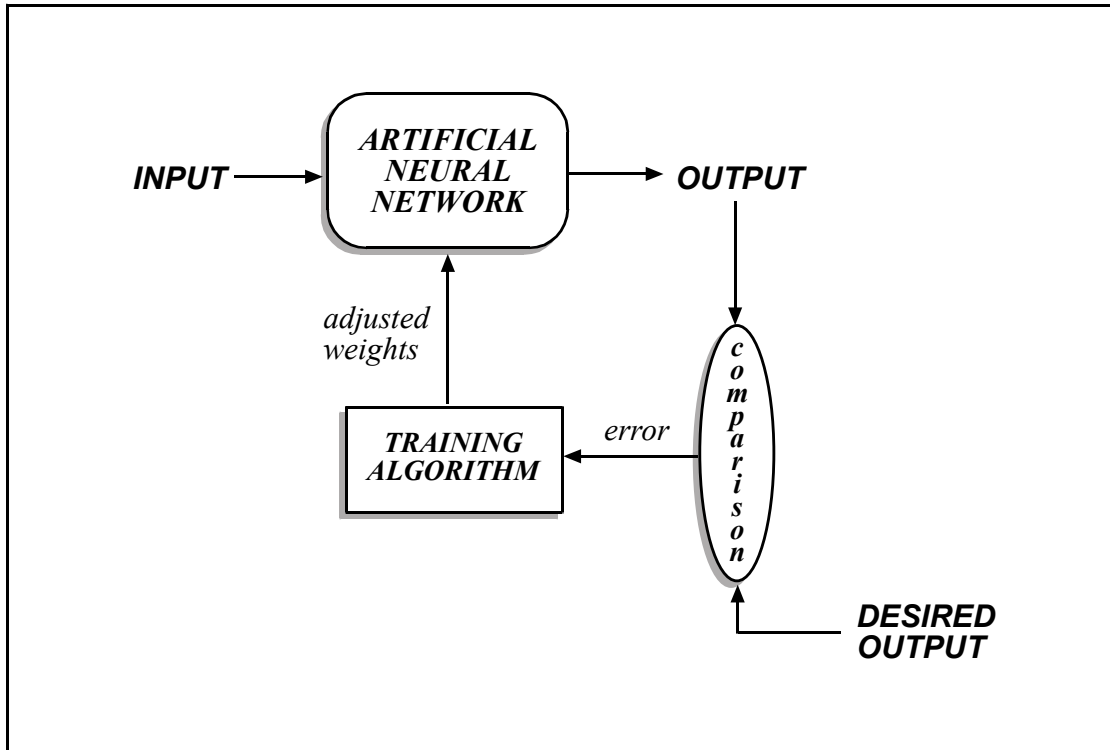 INPUT
ARTIFICIAL
NEURAL
NETWORK
OUTPUT
adjusted
weights
comparison
TRAINING
ALGORITHM
error
DESIRED
OUTPUT